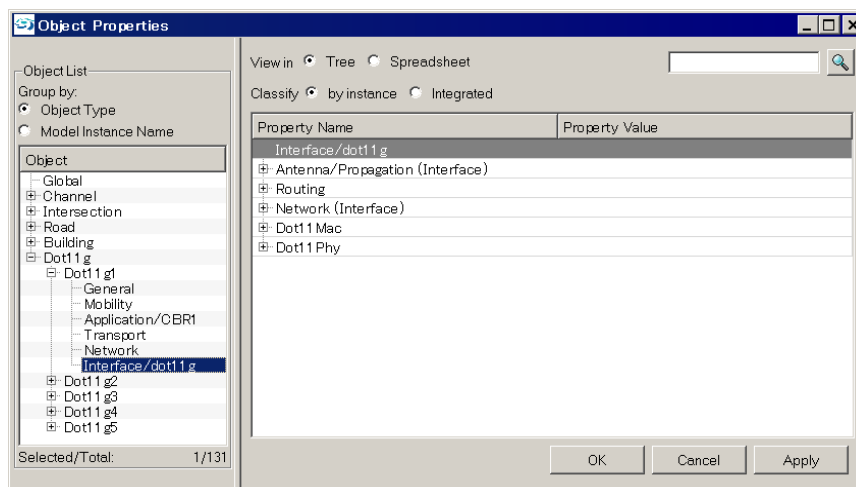 Object Properties
Object List
Group by:
Object Type
Model Instance Name
Object
Global
Channel
Intersection
Road
Building
Dot11g
Dot11g1
General
Mobility
Application/CBR1
Transport
Network
Interface/dot11g
Dot11g2
Dot11g3
Dot11g4
Dot11g5
Selected/Total: 1/131
View in Tree Spreadsheet
Classify by instance Integrated
Property Name Property Value
Interface/dot11g
Antenna/Propagation (Interface)
Routing
Network (Interface)
Dot11Mac
Dot11Phy
OK Cancel Apply